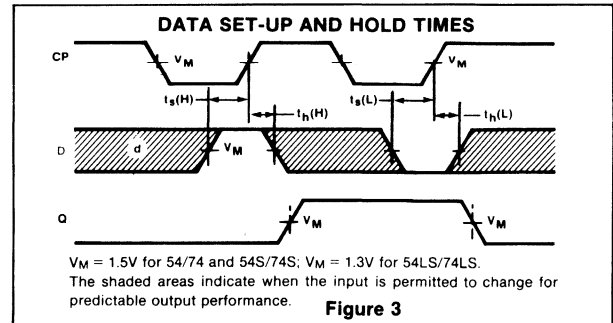 DATA SET-UP AND HOLD TIMES
CP
VM
VM
ts(H)
th(H)
ts(L)
th(L)
D
d
VM
Q
VM
VM
VM = 1.5V for 54/74 and 54S/74S; VM = 1.3V for 54LS/74LS.
The shaded areas indicate when the input is permitted to change for
predictable output performance.
Figure 3